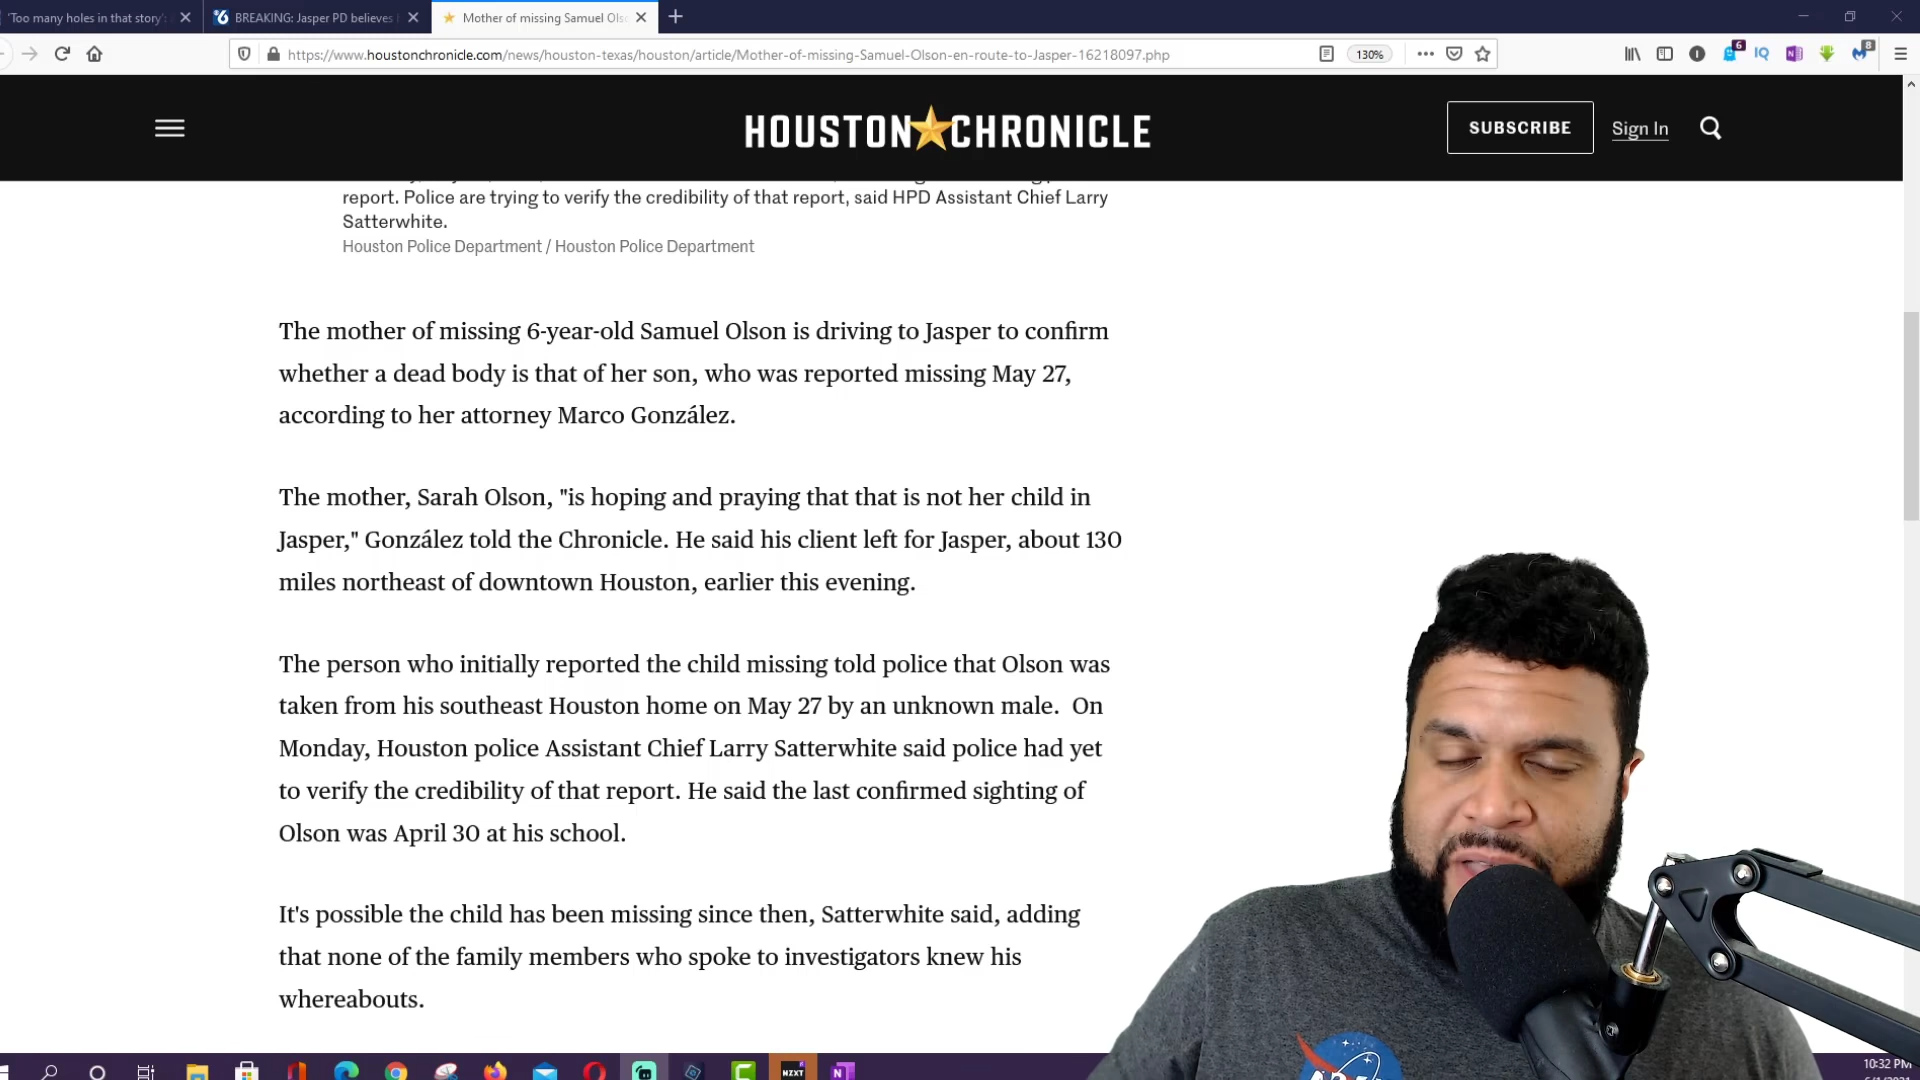 'Too many holes in that story':
BREAKING: Jasper PD believes
Mother of missing Samuel Ols
https://www.houstonchronicle.com/news/houston-texas/houston/article/Mother-of-missing-Samuel-Olson-en-route-to-Jasper-16218097.php
130%
6
IQ
8
HOUSTON CHRONICLE
SUBSCRIBE
Sign In
report. Police are trying to verify the credibility of that report, said HPD Assistant Chief Larry
Satterwhite.
Houston Police Department / Houston Police Department
The mother of missing 6-year-old Samuel Olson is driving to Jasper to confirm
whether a dead body is that of her son, who was reported missing May 27,
according to her attorney Marco González.
The mother, Sarah Olson, "is hoping and praying that that is not her child in
Jasper," González told the Chronicle. He said his client left for Jasper, about 130
miles northeast of downtown Houston, earlier this evening.
The person who initially reported the child missing told police that Olson was
taken from his southeast Houston home on May 27 by an unknown male.  On
Monday, Houston police Assistant Chief Larry Satterwhite said police had yet
to verify the credibility of that report. He said the last confirmed sighting of
Olson was April 30 at his school.
It's possible the child has been missing since then, Satterwhite said, adding
that none of the family members who spoke to investigators knew his
whereabouts.
NZXT
N
10:32 PM